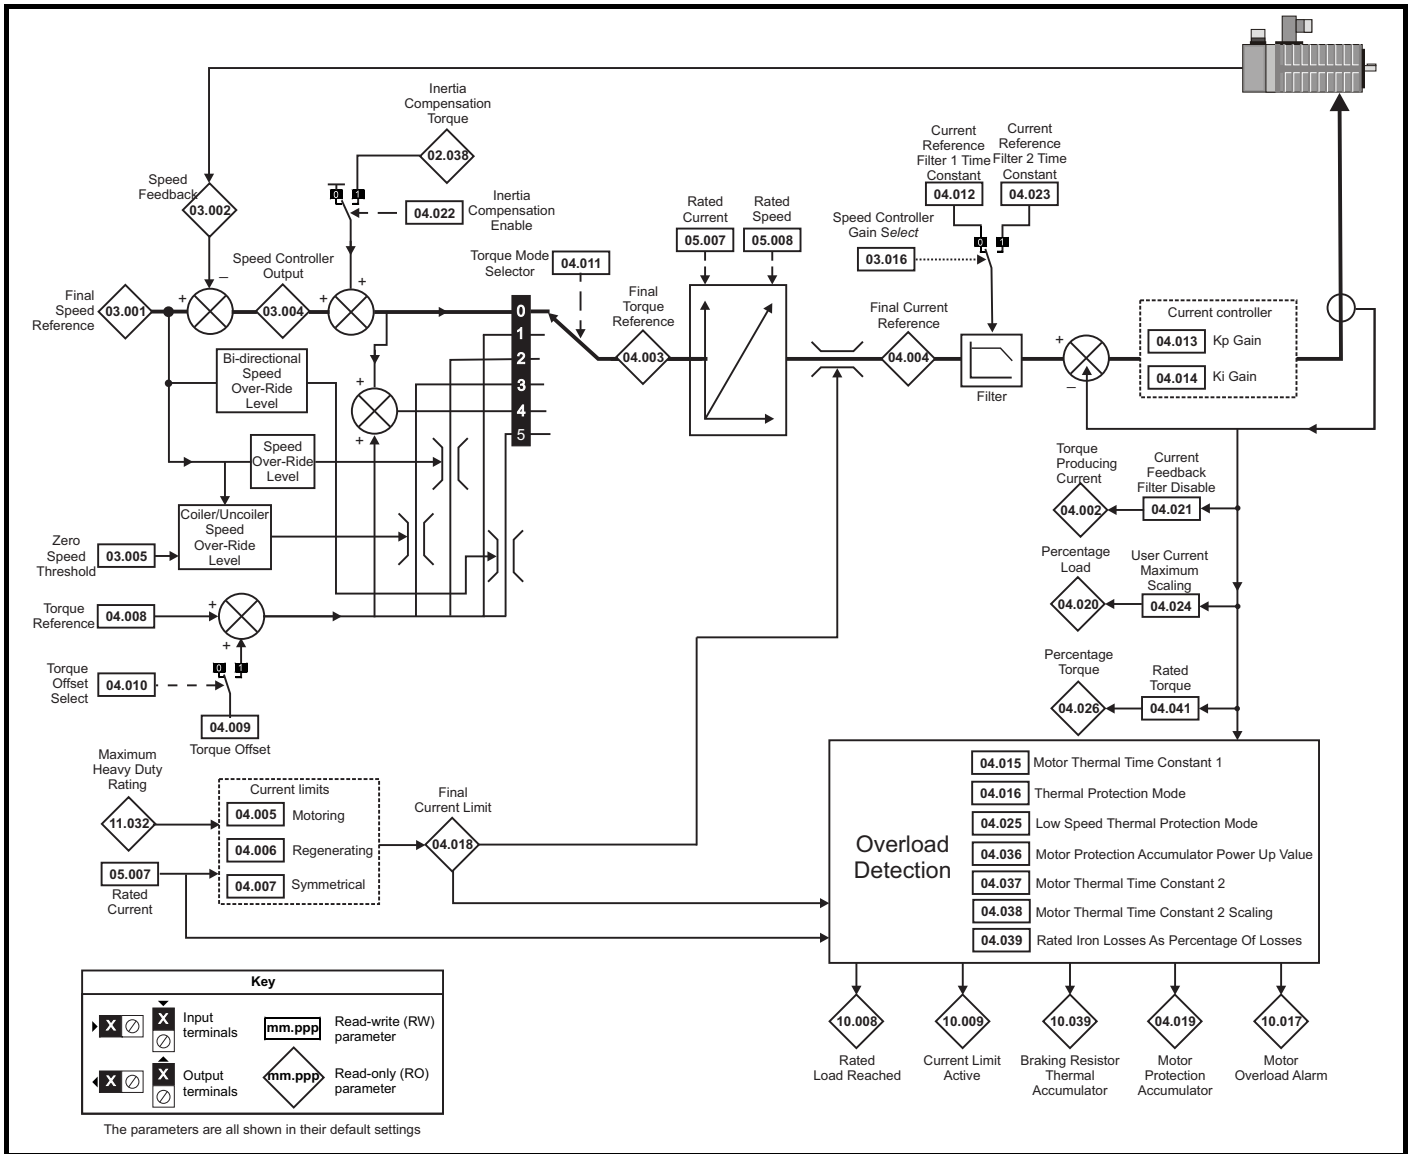 Inertia
Compensation
Torque
02.038
0 1
04.022
Inertia
Compensation
Enable
Speed
Feedback
03.002
–
Speed Controller
Output
+
+
+
Final
Speed
Reference
03.001
03.004
Torque Mode
Selector
04.011
0
1
2
3
4
5
Bi-directional
Speed
Over-Ride
Level
+
+
Speed
Over-Ride
Level
Coiler/Uncoiler
Speed
Over-Ride
Level
Zero
Speed
Threshold
03.005
Torque
Reference
04.008
+
+
0 1
Torque
Offset
Select
04.010
04.009
Torque Offset
Final
Torque
Reference
04.003
Rated
Current
05.007
Rated
Speed
05.008
Final Current
Reference
04.004
Speed Controller
Gain Select
03.016
Current
Reference
Filter 1 Time
Constant
04.012
Current
Reference
Filter 2 Time
Constant
04.023
0 1
Filter
+
–
Current controller
04.013 Kp Gain
04.014 Ki Gain
Torque
Producing
Current
04.002
Current
Feedback
Filter Disable
04.021
Percentage
Load
04.020
User Current
Maximum
Scaling
04.024
Percentage
Torque
04.026
Rated
Torque
04.041
Maximum
Heavy Duty
Rating
11.032
05.007
Rated
Current
Current limits
04.005 Motoring
04.006 Regenerating
04.007 Symmetrical
Final
Current Limit
04.018
Overload
Detection
04.015 Motor Thermal Time Constant 1
04.016 Thermal Protection Mode
04.025 Low Speed Thermal Protection Mode
04.036 Motor Protection Accumulator Power Up Value
04.037 Motor Thermal Time Constant 2
04.038 Motor Thermal Time Constant 2 Scaling
04.039 Rated Iron Losses As Percentage Of Losses
10.008
Rated
Load Reached
10.009
Current Limit
Active
10.039
Braking Resistor
Thermal
Accumulator
04.019
Motor
Protection
Accumulator
10.017
Motor
Overload Alarm
Key
X
X
Input
terminals
mm.ppp
Read-write (RW)
parameter
X
X
Output
terminals
mm.ppp
Read-only (RO)
parameter
The parameters are all shown in their default settings